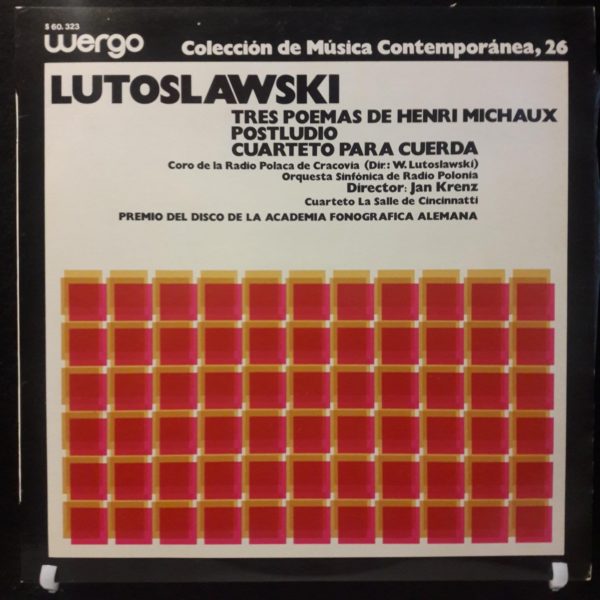 S 60.323
wergo
Colección de Música Contemporánea, 26
LUTOSLAWSKI
TRES POEMAS DE HENRI MICHAUX
POSTLUDIO
CUARTETO PARA CUERDA
Coro de la Radio Polaca de Cracovia (Dir.: W. Lutoslawski)
Orquesta Sinfónica de Radio Polonia
Director: Jan Krenz
Cuarteto La Salle de Cincinnatti
PREMIO DEL DISCO DE LA ACADEMIA FONOGRAFICA ALEMANA